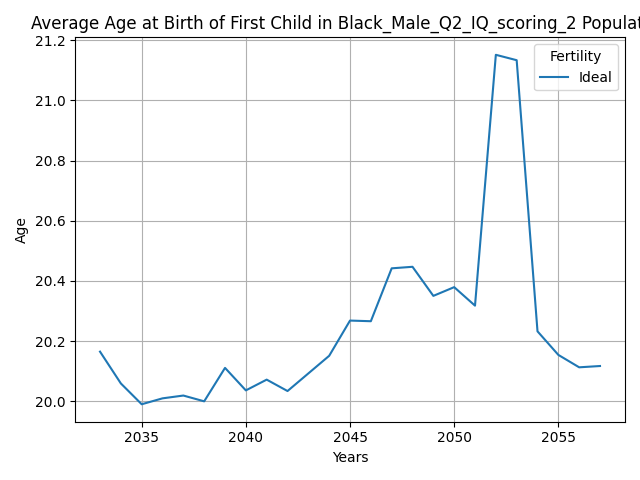 Average Age at Birth of First Child in Black_Male_Q2_IQ_scoring_2 Populat
21.2
21.0
20.8
20.6
20.4
20.2
20.0
Age
Fertility
Ideal
2035 2040 2045 2050 2055
Years